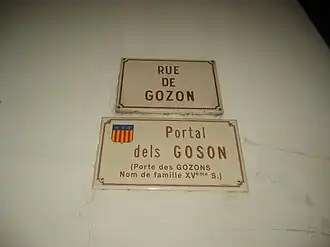 RUE
DE
GOZON
Portal
dels GOSON
(Porte des GOZONS
Nom de famille XVème S.)